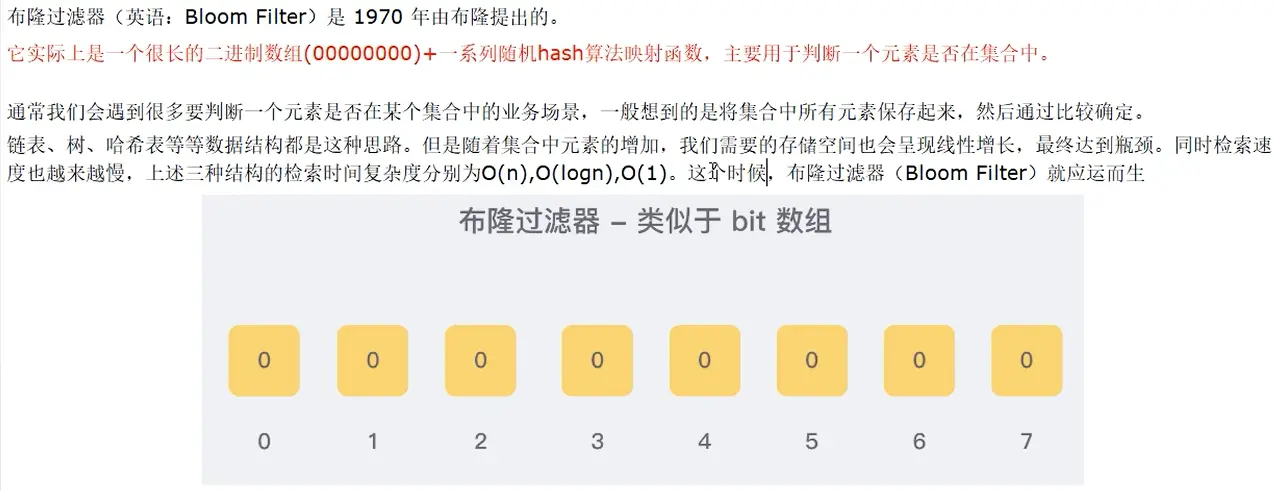 布隆过滤器（英语：Bloom Filter）是 1970 年由布隆提出的。
它实际上是一个很长的二进制数组(00000000)+一系列随机hash算法映射函数，主要用于判断一个元素是否在集合中。
通常我们会遇到很多要判断一个元素是否在某个集合中的业务场景，一般想到的是将集合中所有元素保存起来，然后通过比较确定。
链表、树、哈希表等等数据结构都是这种思路。但是随着集合中元素的增加，我们需要的存储空间也会呈现线性增长，最终达到瓶颈。同时检索速
度也越来越慢，上述三种结构的检索时间复杂度分别为O(n),O(logn),O(1)。这个时候，布隆过滤器（Bloom Filter）就应运而生
布隆过滤器 – 类似于 bit 数组
0 0 0 0 0 0 0 0
0 1 2 3 4 5 6 7